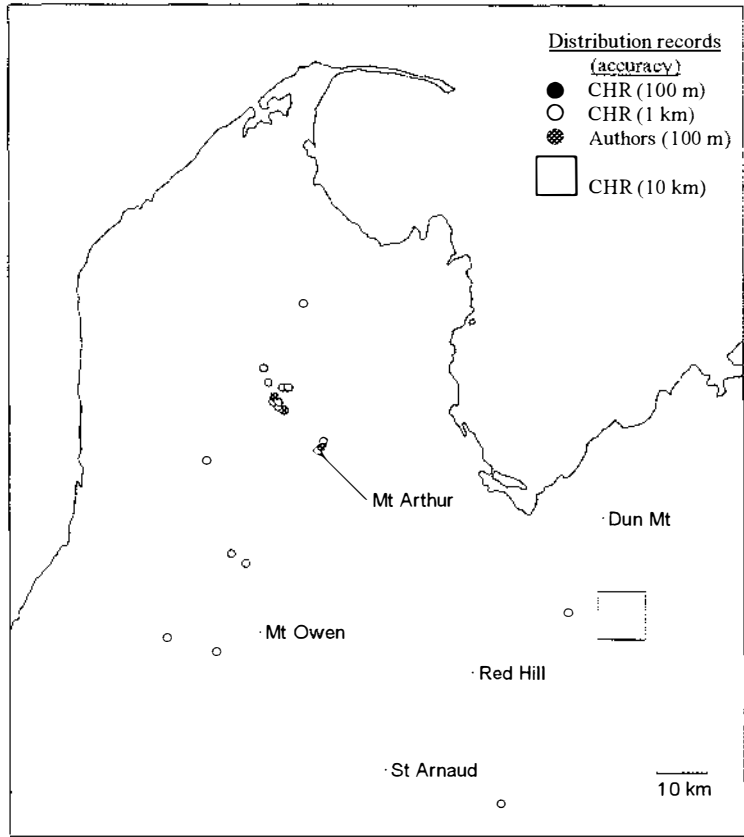 Distribution records
(accuracy)
CHR (100 m)
CHR (1 km)
Authors (100 m)
CHR (10 km)
Mt Arthur
Dun Mt
Mt Owen
Red Hill
St Arnaud
10 km